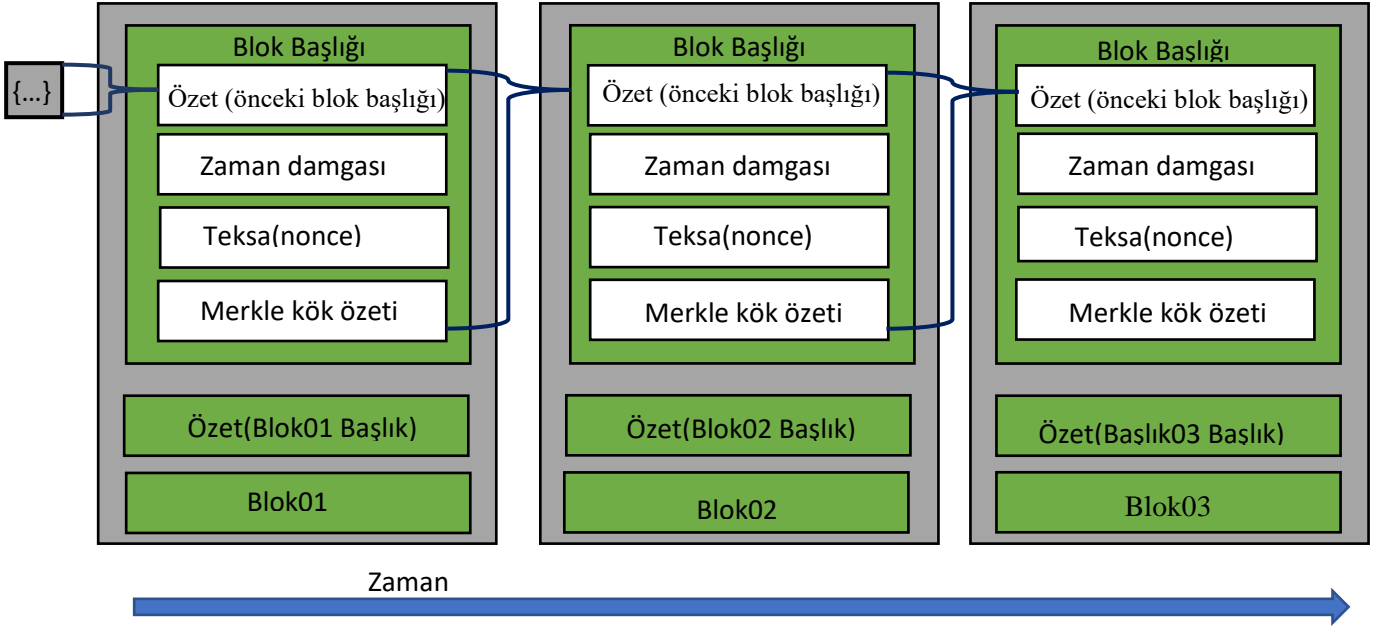 {...}
Blok Başlığı
Özet (önceki blok başlığı)
Zaman damgası
Teksa(nonce)
Merkle kök özeti
Özet(Blok01 Başlık)
Blok01
Blok Başlığı
Özet (önceki blok başlığı)
Zaman damgası
Teksa(nonce)
Merkle kök özeti
Özet(Blok02 Başlık)
Blok02
Blok Başlığı
Özet (önceki blok başlığı)
Zaman damgası
Teksa(nonce)
Merkle kök özeti
Özet(Başlık03 Başlık)
Blok03
Zaman